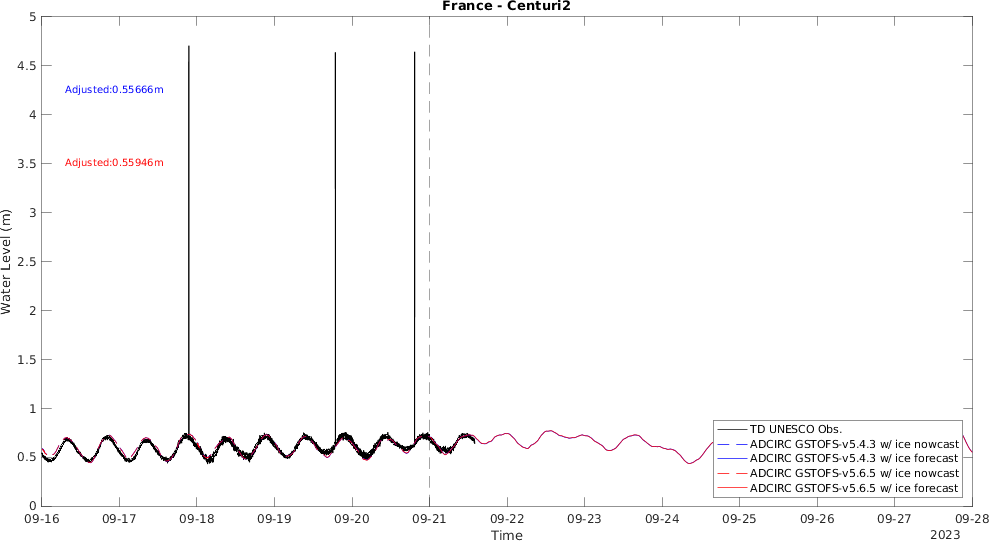 France - Centuri2
5
4.5
4
3.5
3
2.5
2
1.5
1
0.5
0
Water Level (m)
Adjusted:0.55666m
Adjusted:0.55946m
TD UNESCO Obs.
ADCIRC GSTOFS-v5.4.3 w/ ice nowcast
ADCIRC GSTOFS-v5.4.3 w/ ice forecast
ADCIRC GSTOFS-v5.6.5 w/ ice nowcast
ADCIRC GSTOFS-v5.6.5 w/ ice forecast
09-16 09-17 09-18 09-19 09-20 09-21 09-22 09-23 09-24 09-25 09-26 09-27 09-28
Time
2023